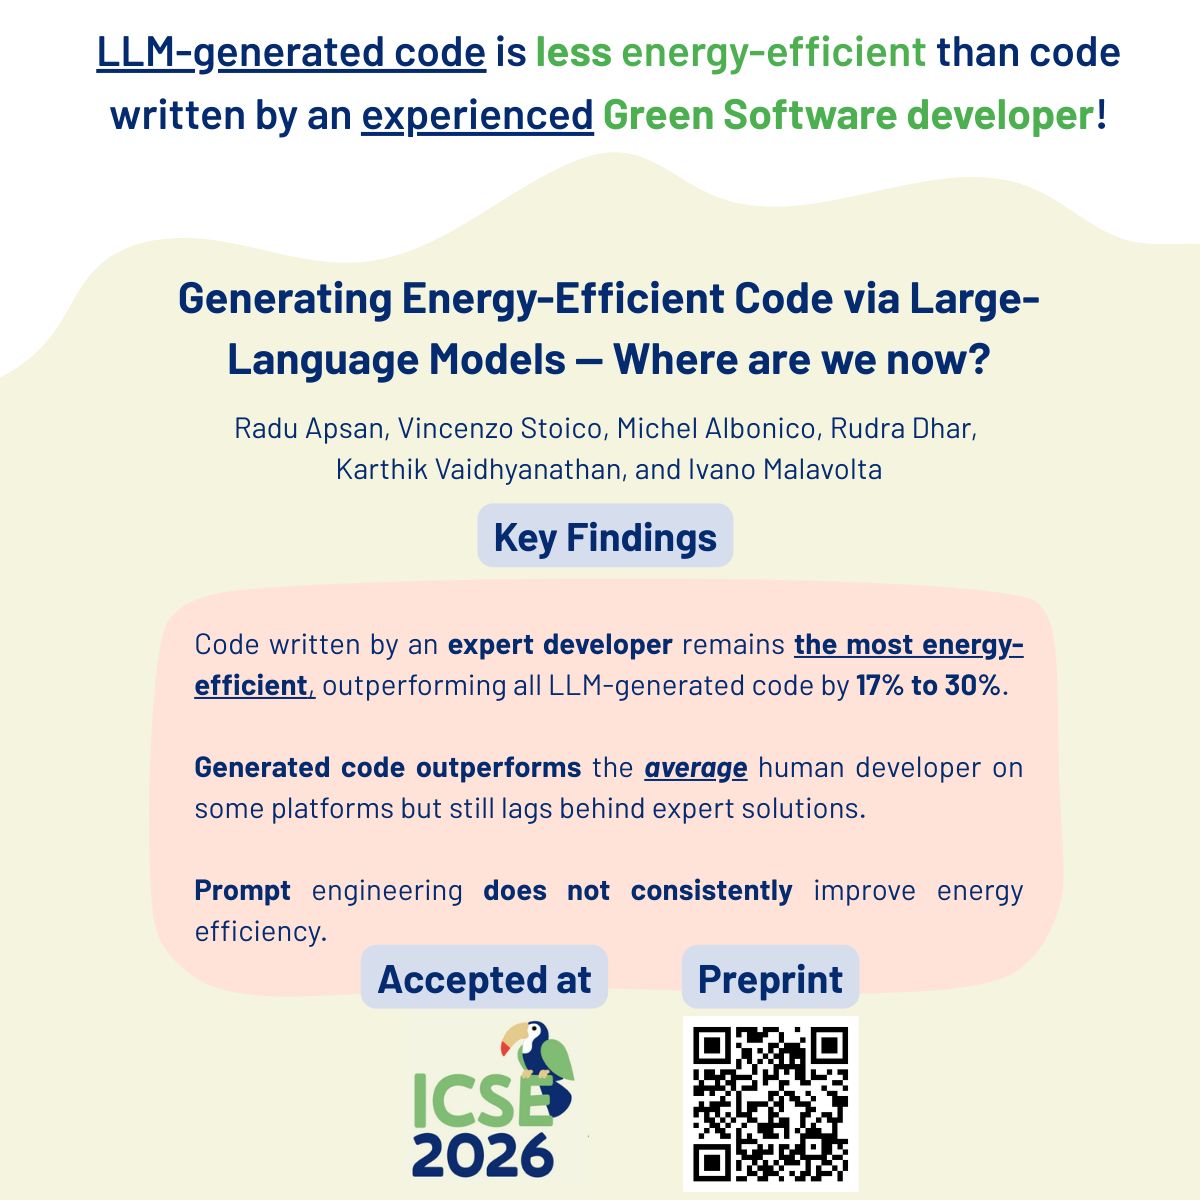 LLM-generated code is less energy-efficient than code
written by an experienced Green Software developer!
Generating Energy-Efficient Code via Large-
Language Models – Where are we now?
Radu Apsan, Vincenzo Stoico, Michel Albonico, Rudra Dhar,
Karthik Vaidhyanathan, and Ivano Malavolta
Key Findings
Code written by an expert developer remains the most energy-
efficient, outperforming all LLM-generated code by 17% to 30%.
Generated code outperforms the average human developer on
some platforms but still lags behind expert solutions.
Prompt engineering does not consistently improve energy
efficiency.
Accepted at
Preprint
ICSE
2026